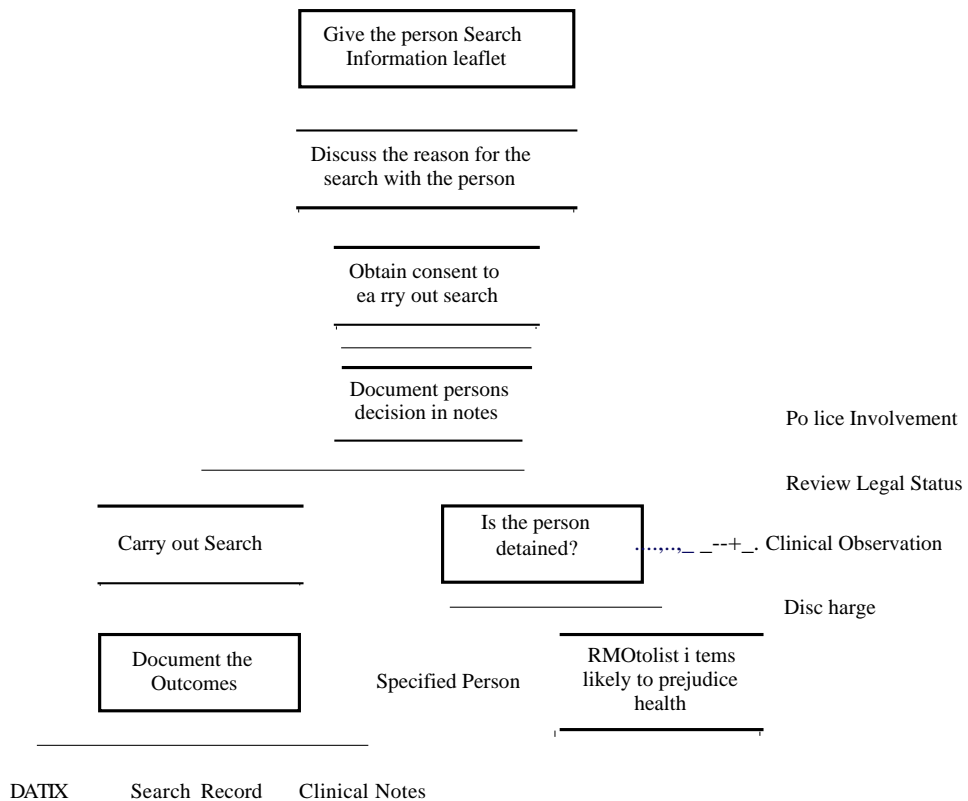 Give the person Search
Information leaflet
Discuss the reason for the
search with the person
Obtain consent to
ea rry out search
Document persons
decision in notes
Po lice Involvement
Review Legal Status
Carry out Search
Is the person
detained?
....,..,_ _--+_. Clinical Observation
Disc harge
Document the
Outcomes
Specified Person
RMOtolist i tems
likely to prejudice
health
DATIX Search Record Clinical Notes